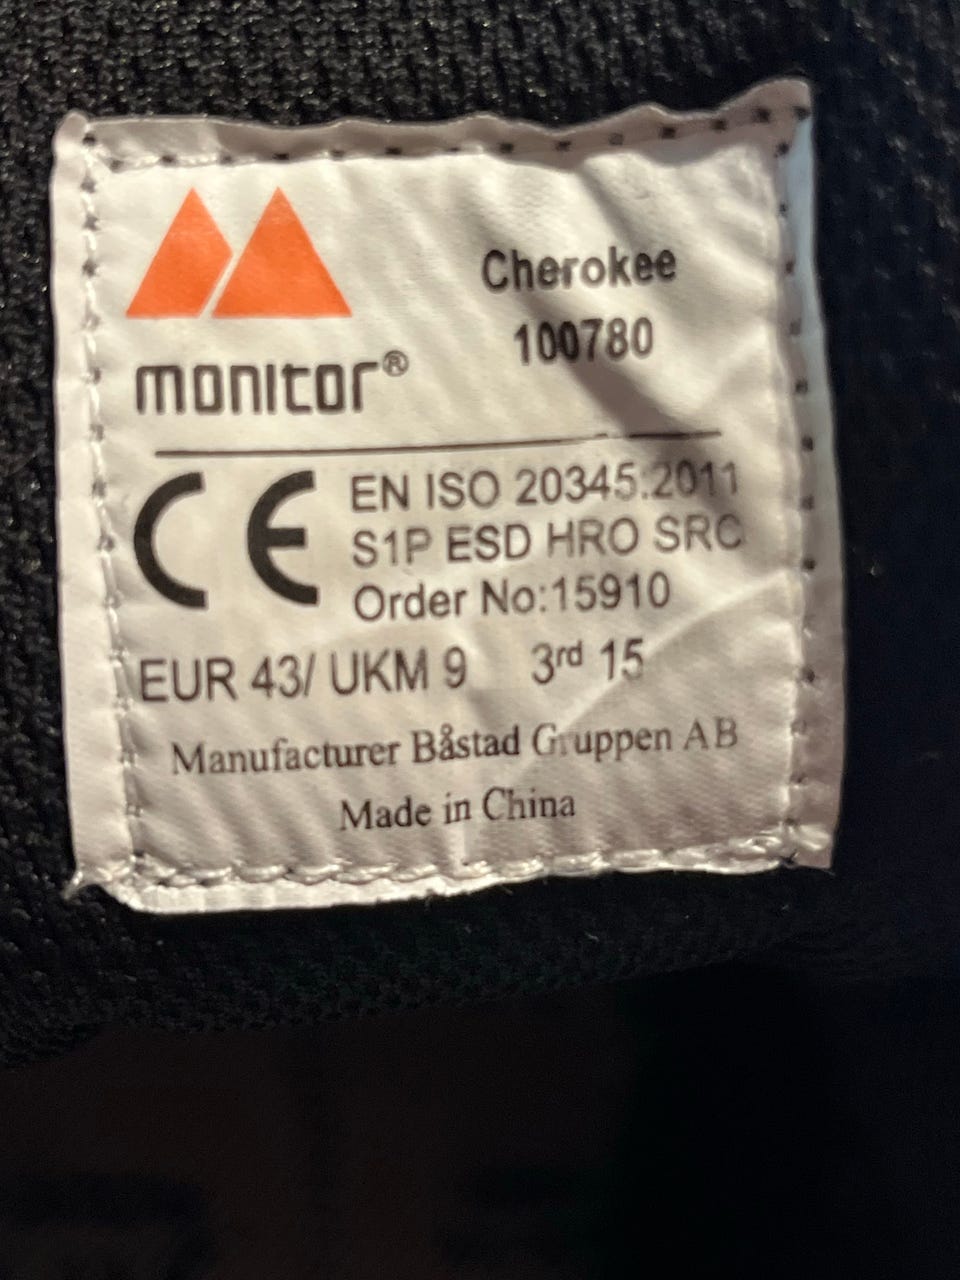 Cherokee
100780
monitor®
CE
EN ISO 20345:2011
S1P ESD HRO SRC
Order No:15910
EUR 43/ UKM 9 3rd 15
Manufacturer Båstad Gruppen AB
Made in China